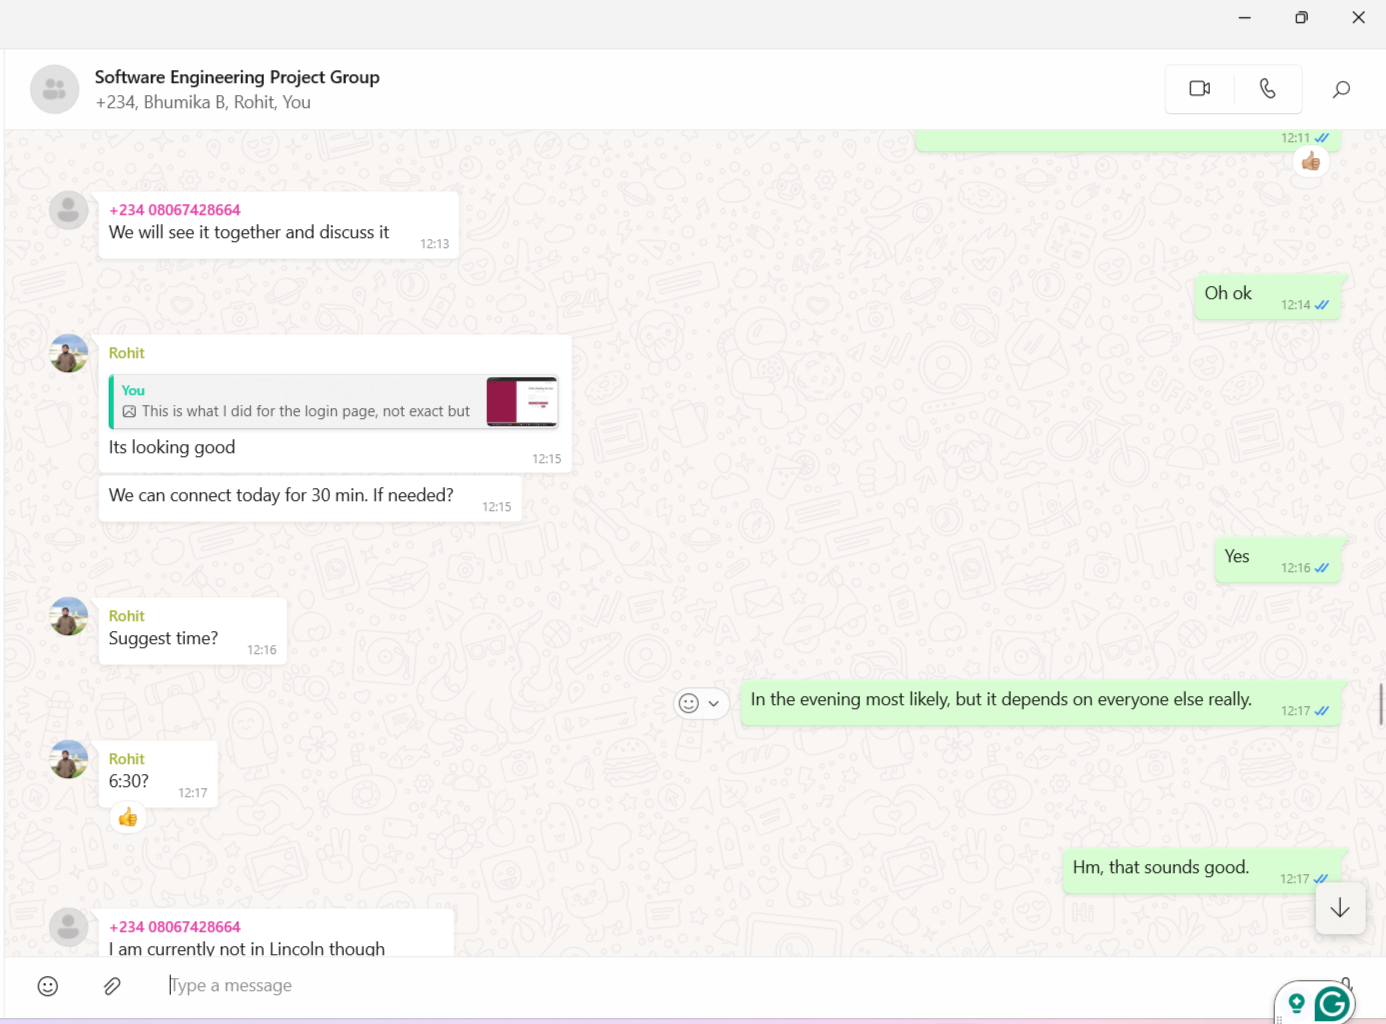 Software Engineering Project Group
+234, Bhumika B, Rohit, You
12:11
+234 08067428664
We will see it together and discuss it
12:13
Oh ok
12:14
Rohit
You
This is what I did for the login page, not exact but
Its looking good
12:15
We can connect today for 30 min. If needed?
12:15
Yes
12:16
Rohit
Suggest time?
12:16
In the evening most likely, but it depends on everyone else really.
12:17
Rohit
6:30?
12:17
Hm, that sounds good.
12:17
+234 08067428664
I am currently not in Lincoln though
Type a message